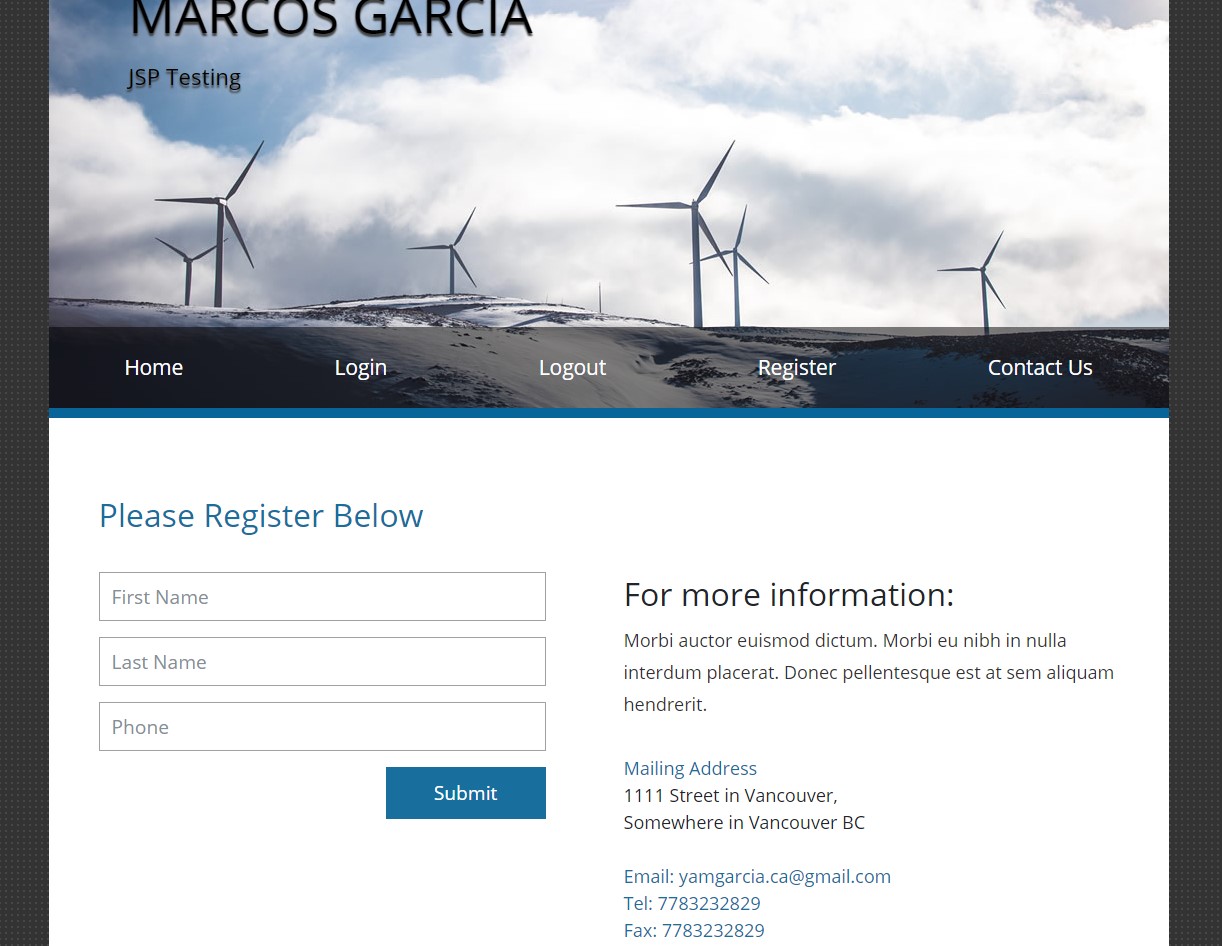 MARCOS GARCIA
JSP Testing
Home Login Logout Register Contact Us
Please Register Below
First Name
Last Name
Phone
Submit
For more information:
Morbi auctor euismod dictum. Morbi eu nibh in nulla
interdum placerat. Donec pellentesque est at sem aliquam
hendrerit.
Mailing Address
1111 Street in Vancouver,
Somewhere in Vancouver BC
Email: yamgarcia.ca@gmail.com
Tel: 7783232829
Fax: 7783232829